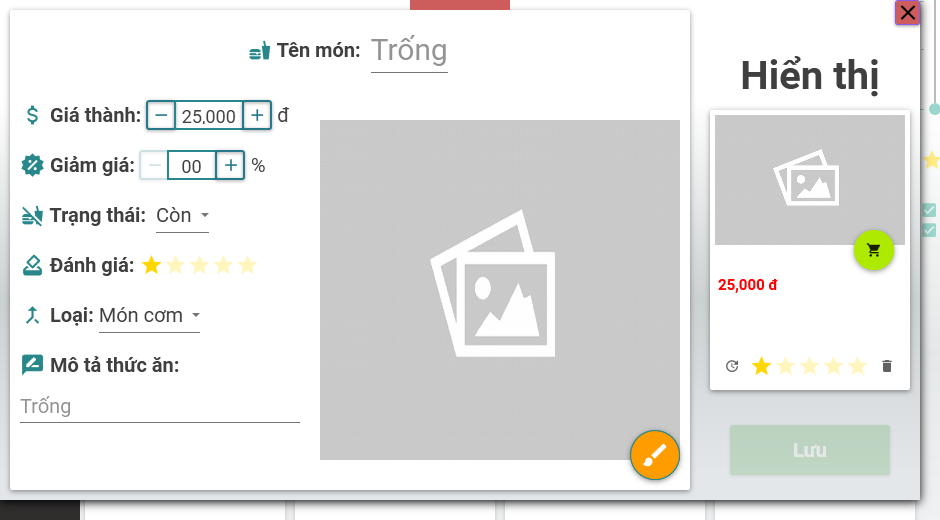 Tên món: Trống
Hiển thị
Giá thành: − 25,000 + đ
Giảm giá: − 00 + %
Trạng thái: Còn
Đánh giá:
25,000 đ
Loại: Món cơm
Mô tả thức ăn:
Trống
Lưu